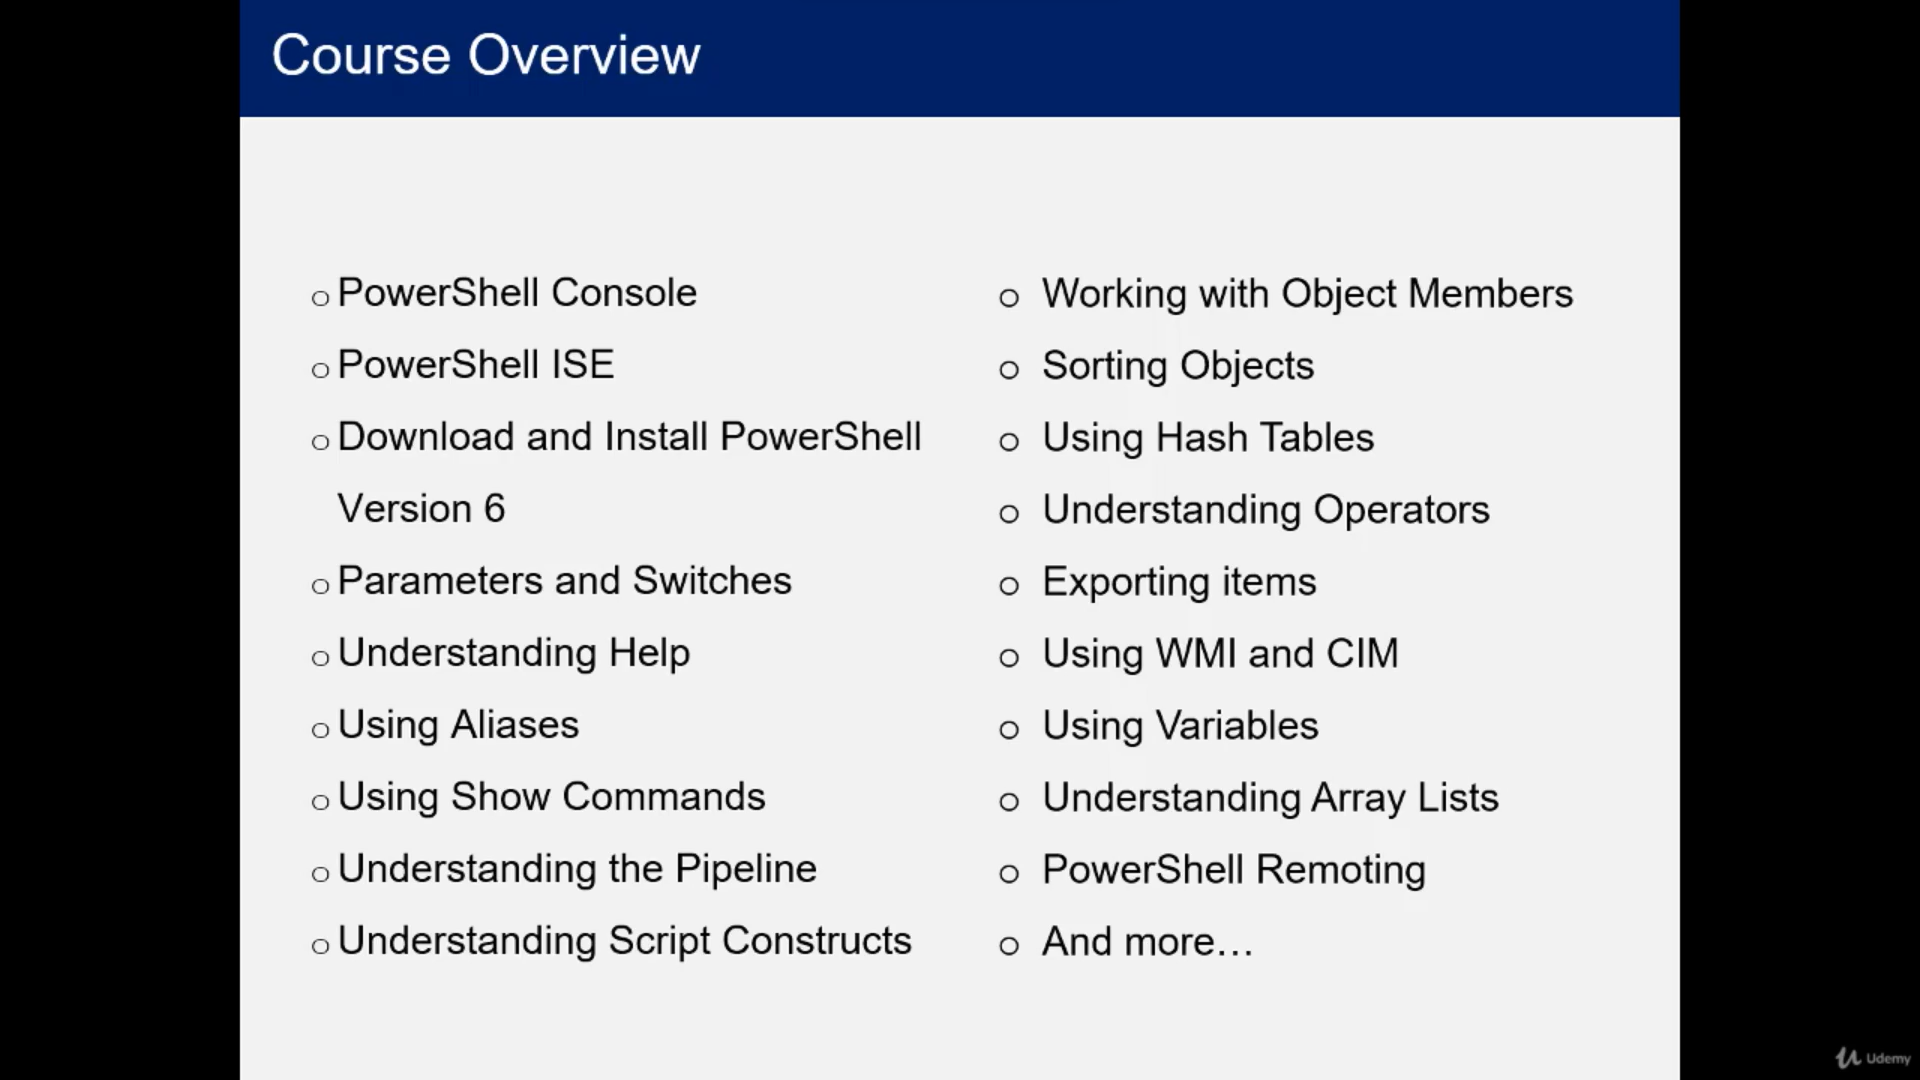 Course Overview
o PowerShell Console
o PowerShell ISE
o Download and Install PowerShell
Version 6
o Parameters and Switches
o Understanding Help
o Using Aliases
o Using Show Commands
o Understanding the Pipeline
o Understanding Script Constructs
o Working with Object Members
o Sorting Objects
o Using Hash Tables
o Understanding Operators
o Exporting items
o Using WMI and CIM
o Using Variables
o Understanding Array Lists
o PowerShell Remoting
o And more…
Udemy